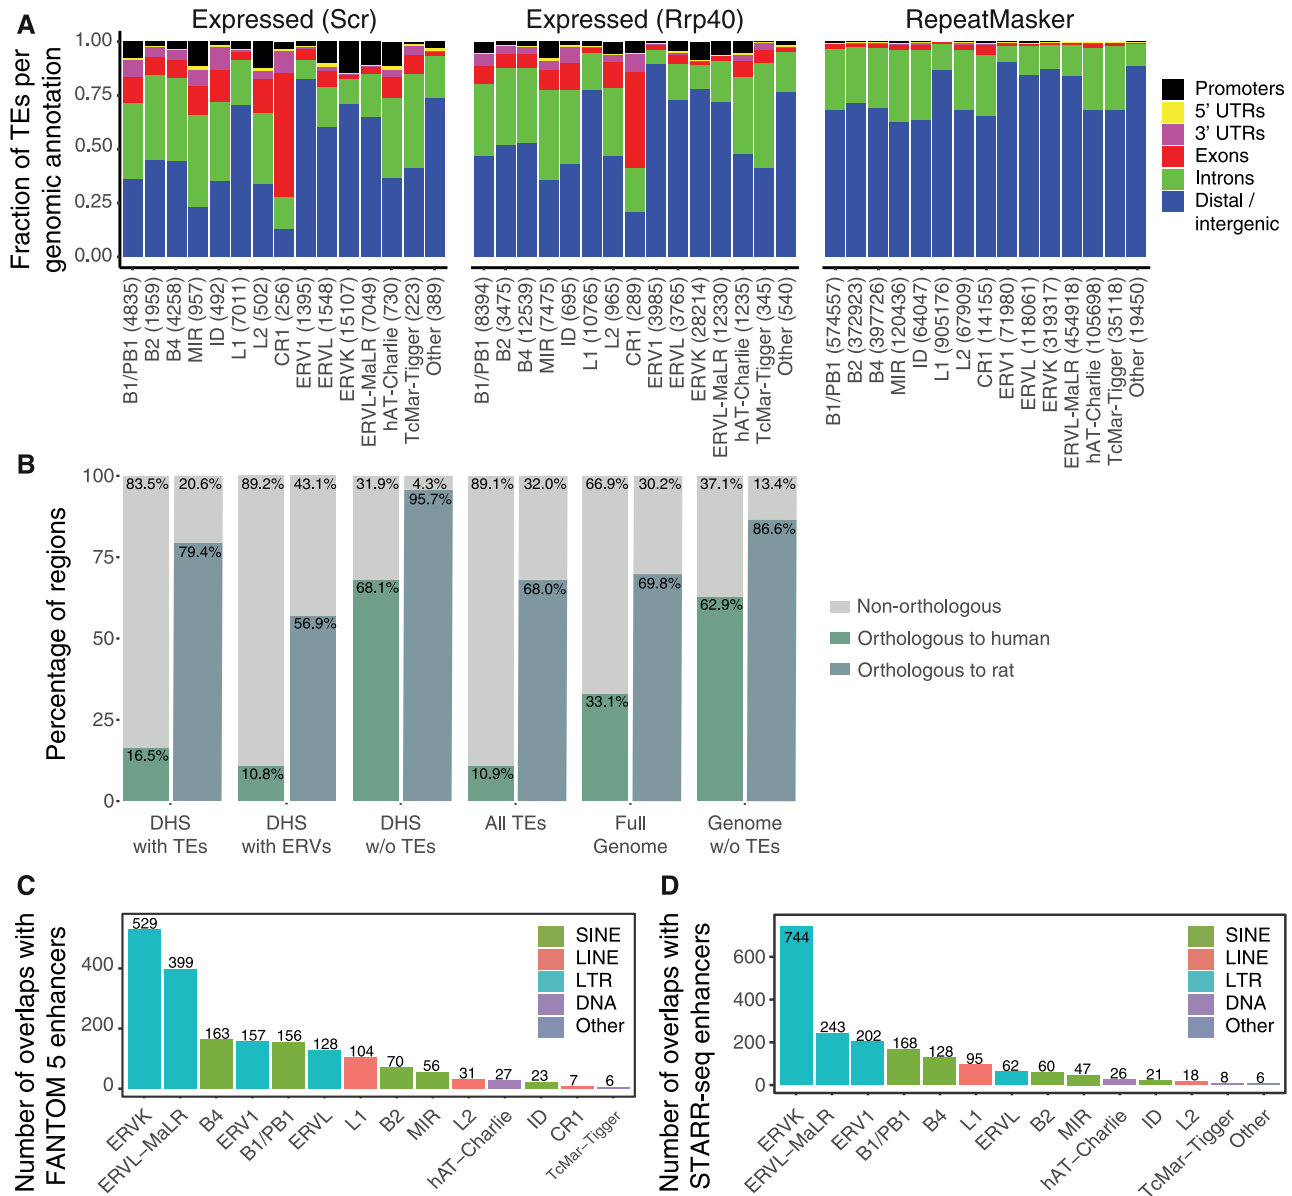 A
Expressed (Scr)
Expressed (Rrp40)
RepeatMasker
Fraction of TEs per
genomic annotation
1.00
0.75
0.50
0.25
0.00
B1/PB1 (4835)
B2 (1959)
B4 (4258)
MIR (957)
ID (492)
L1 (7011)
L2 (502)
CR1 (256)
ERV1 (1395)
ERVL (1548)
ERVK (15107)
ERVL-MaLR (7049)
hAT-Charlie (730)
TcMar-Tigger (223)
Other (389)
B1/PB1 (8394)
B2 (3475)
B4 (12539)
MIR (7475)
ID (695)
L1 (10765)
L2 (965)
CR1 (289)
ERV1 (3985)
ERVL (3765)
ERVK (28214)
ERVL-MaLR (12330)
hAT-Charlie (1235)
TcMar-Tigger (345)
Other (540)
B1/PB1 (574557)
B2 (372923)
B4 (397726)
MIR (120436)
ID (64047)
L1 (905176)
L2 (67909)
CR1 (14155)
ERV1 (71980)
ERVL (118061)
ERVK (319317)
ERVL-MaLR (454918)
hAT-Charlie (105698)
TcMar-Tigger (35118)
Other (19450)
Promoters
5' UTRs
3' UTRs
Exons
Introns
Distal /
intergenic
B
Percentage of regions
100
75
50
25
0
83.5%
20.6%
89.2%
43.1%
31.9%
4.3%
89.1%
32.0%
66.9%
30.2%
37.1%
13.4%
16.5%
79.4%
10.8%
56.9%
68.1%
95.7%
10.9%
68.0%
33.1%
69.8%
62.9%
86.6%
DHS
with TEs
DHS
with ERVs
DHS
w/o TEs
All TEs
Full
Genome
Genome
w/o TEs
Non-orthologous
Orthologous to human
Orthologous to rat
C
Number of overlaps with
FANTOM 5 enhancers
400
200
0
529
399
163
157
156
128
104
70
56
31
27
23
7
6
ERVK
ERVL−MaLR
B4
ERV1
B1/PB1
ERVL
L1
B2
MIR
L2
hAT−Charlie
ID
CR1
TcMar−Tigger
SINE
LINE
LTR
DNA
Other
D
Number of overlaps with
STARR-seq enhancers
600
400
200
0
744
243
202
168
128
95
62
60
47
26
21
18
8
6
ERVK
ERVL−MaLR
ERV1
B1/PB1
B4
L1
ERVL
B2
MIR
hAT−Charlie
ID
L2
TcMar−Tigger
Other
SINE
LINE
LTR
DNA
Other